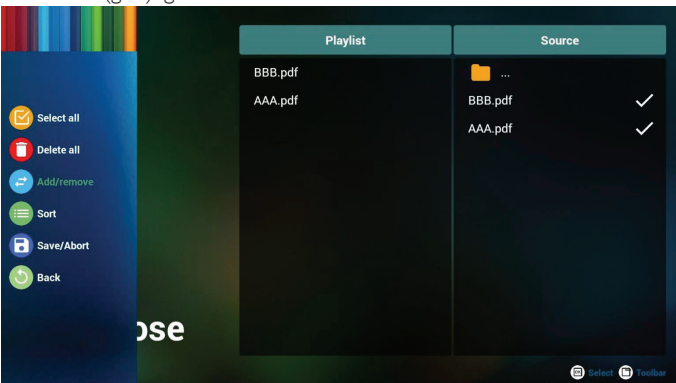 Playlist
Source
BBB.pdf
AAA.pdf
...
BBB.pdf
AAA.pdf
Select all
Delete all
Add/remove
Sort
Save/Abort
Back
ose
Select
Toolbar